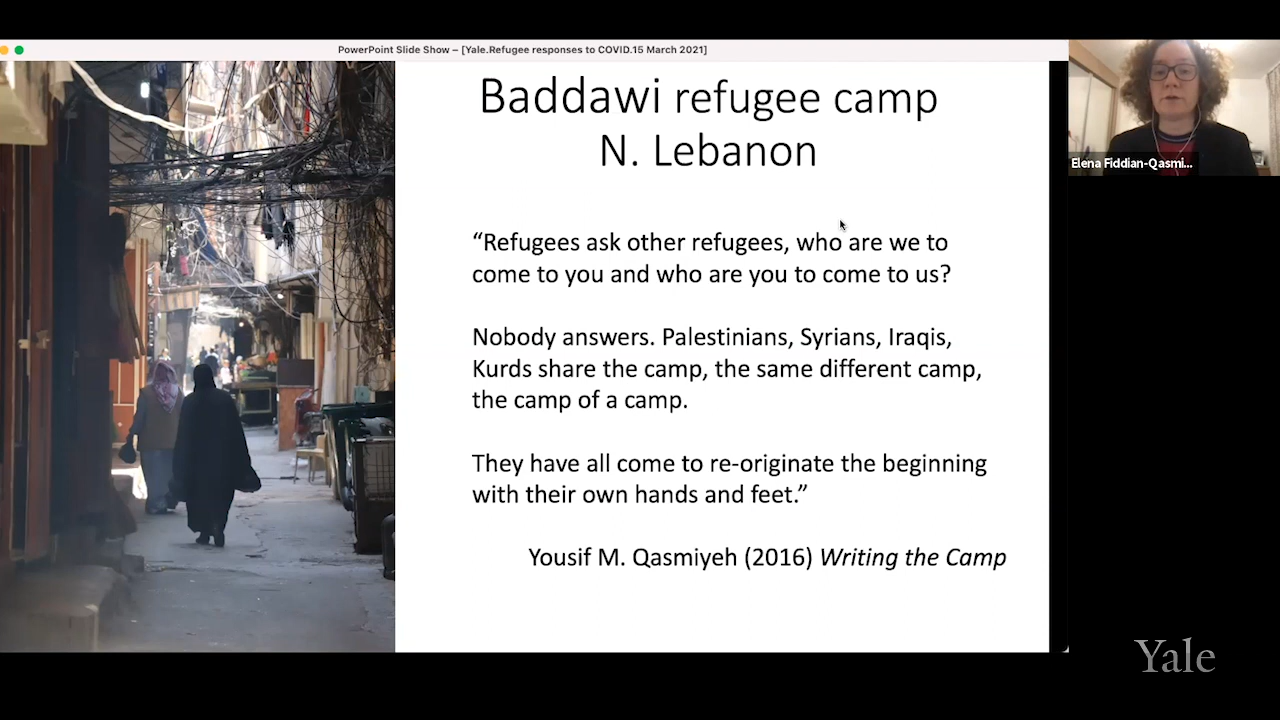 PowerPoint Slide Show – [Yale.Refugee responses to COVID.15 March 2021]
Baddawi refugee camp
N. Lebanon
“Refugees ask other refugees, who are we to
come to you and who are you to come to us?
Nobody answers. Palestinians, Syrians, Iraqis,
Kurds share the camp, the same different camp,
the camp of a camp.
They have all come to re-originate the beginning
with their own hands and feet.”
Yousif M. Qasmiyeh (2016) Writing the Camp
Elena Fiddian-Qasmi...
Yale